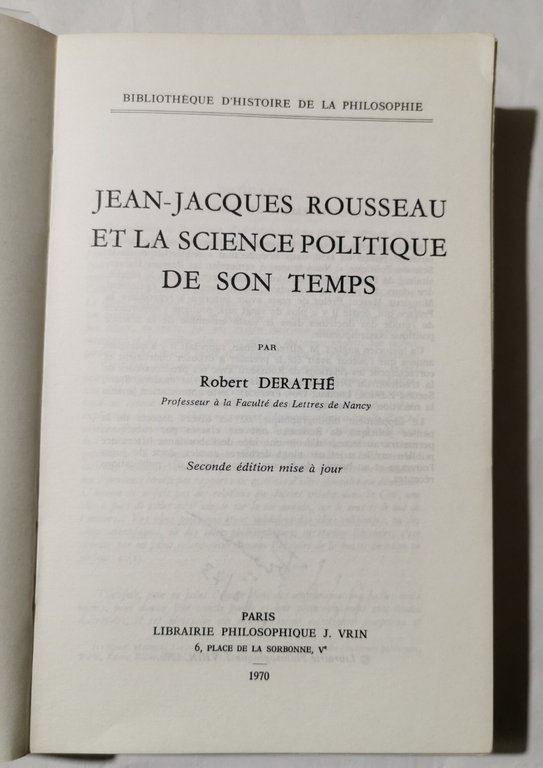 BIBLIOTHÈQUE D'HISTOIRE DE LA PHILOSOPHIE
JEAN-JACQUES ROUSSEAU
ET LA SCIENCE POLITIQUE
DE SON TEMPS
PAR
Robert DERATHÉ
Professeur à la Faculté des Lettres de Nancy
Seconde édition mise à jour
PARIS
LIBRAIRIE PHILOSOPHIQUE J. VRIN
6, PLACE DE LA SORBONNE, Vᵉ
1970